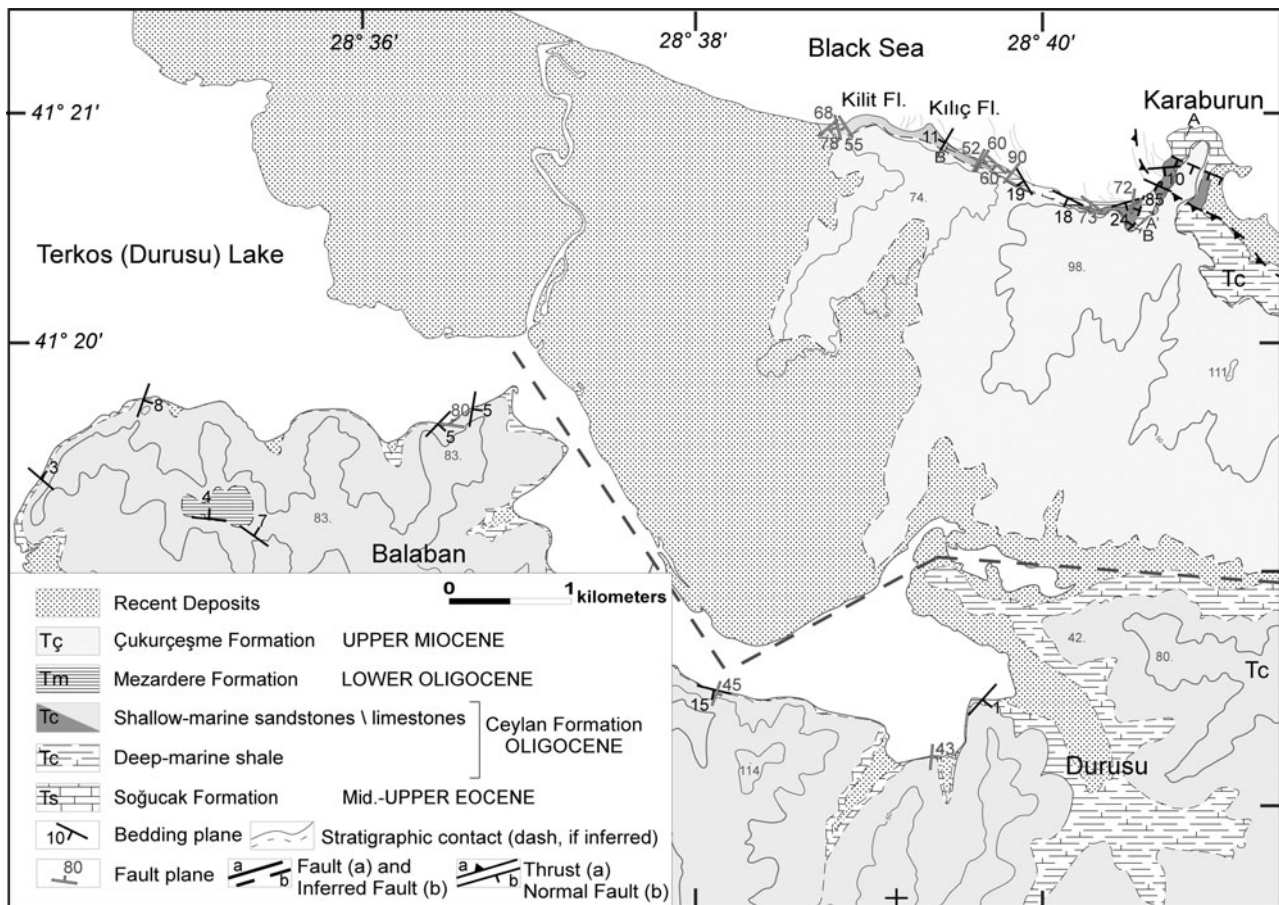 28° 36'
28° 38'
28° 40'
Black Sea
41° 21'
Kilit Fl.
Kılıç Fl.
Karaburun
A
68
78
55
11
B'
52
60
60
90
19
10
72
85
18
73
24
A'
B
74.
98.
Tc
Terkos (Durusu) Lake
41° 20'
111
50
8
80
5
5
83.
3
4
7
83.
Balaban
42.
80.
Tc
45
15
1
43
114
50
Durusu
0 1 kilometers
Recent Deposits
Tç Çukurçeşme Formation UPPER MIOCENE
Tm Mezardere Formation LOWER OLIGOCENE
Tc Shallow-marine sandstones \ limestones
Ceylan Formation
OLIGOCENE
Tc Deep-marine shale
Ts Soğucak Formation Mid.-UPPER EOCENE
10 Bedding plane Stratigraphic contact (dash, if inferred)
80 Fault plane a b Fault (a) and
Inferred Fault (b)
a b Thrust (a)
Normal Fault (b)